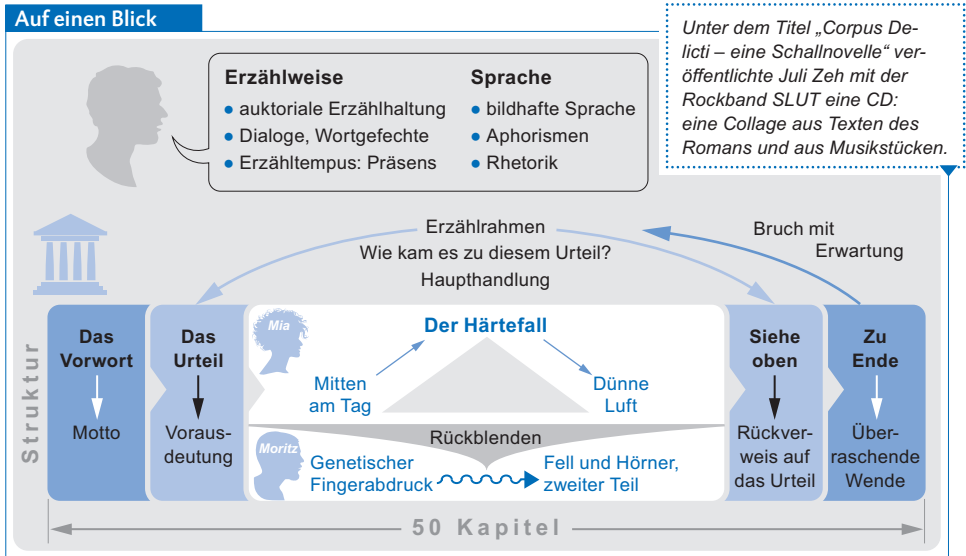 Auf einen Blick
Unter dem Titel „Corpus De-
licti – eine Schallnovelle“ ver-
öffentlichte Juli Zeh mit der
Rockband SLUT eine CD:
eine Collage aus Texten des
Romans und aus Musikstücken.
Erzählweise
• auktoriale Erzählhaltung
• Dialoge, Wortgefechte
• Erzähltempus: Präsens
Sprache
• bildhafte Sprache
• Aphorismen
• Rhetorik
Erzählrahmen
Wie kam es zu diesem Urteil?
Haupthandlung
Bruch mit
Erwartung
Struktur
Das
Vorwort
Motto
Das
Urteil
Voraus-
deutung
Mia
Der Härtefall
Mitten
am Tag
Dünne
Luft
Rückblenden
Moritz
Genetischer
Fingerabdruck
Fell und Hörner,
zweiter Teil
Siehe
oben
Rückver-
weis auf
das Urteil
Zu
Ende
Über-
raschende
Wende
50 Kapitel